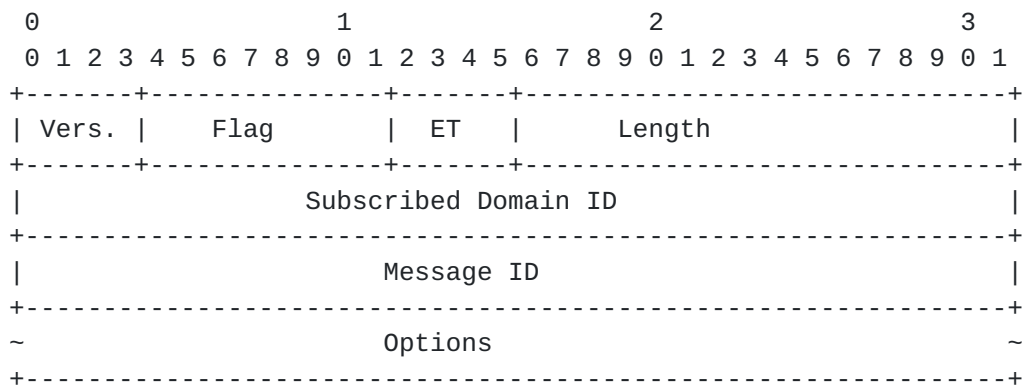 0                   1                   2                   3
 0 1 2 3 4 5 6 7 8 9 0 1 2 3 4 5 6 7 8 9 0 1 2 3 4 5 6 7 8 9 0 1
+-------+---------------+-------+-------------------------------+
| Vers. |    Flag       |  ET   |      Length                   |
+-------+---------------+-------+-------------------------------+
|                  Subscribed Domain ID                         |
+---------------------------------------------------------------+
|                       Message ID                              |
+---------------------------------------------------------------+
~                       Options                                 ~
+---------------------------------------------------------------+